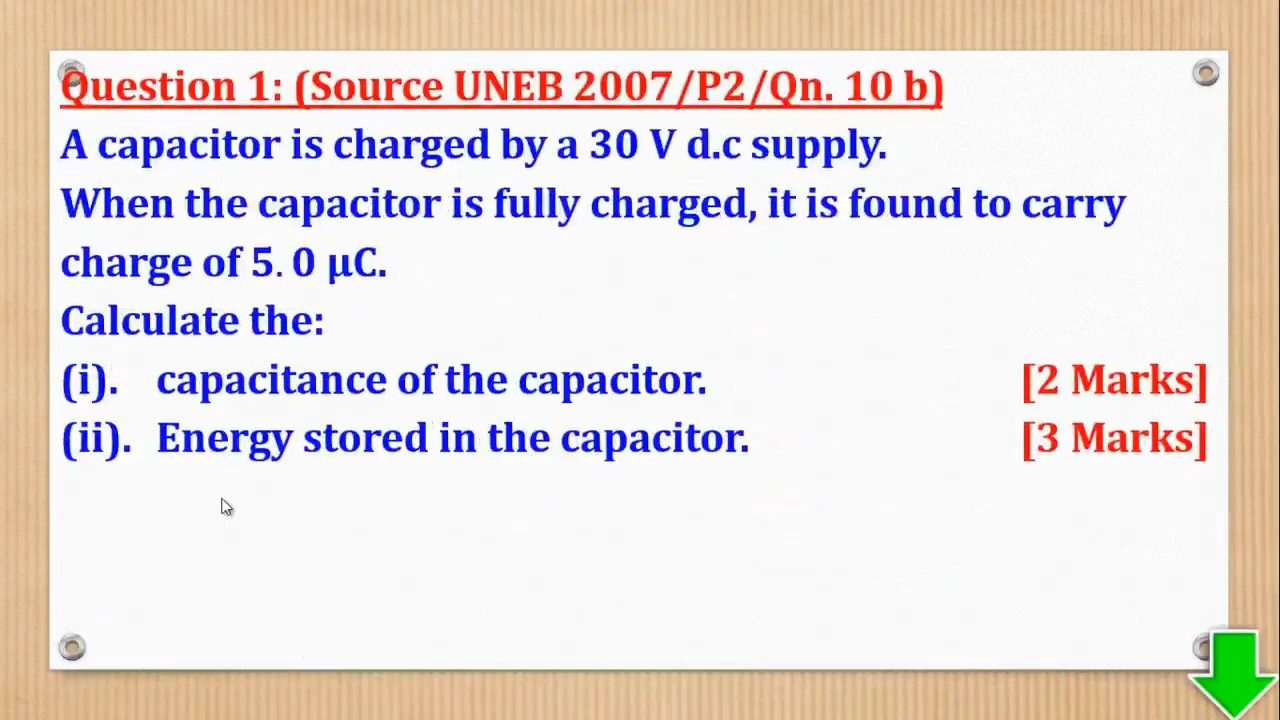 Question 1: (Source UNEB 2007/P2/Qn. 10 b)
A capacitor is charged by a 30 V d.c supply.
When the capacitor is fully charged, it is found to carry
charge of 5. 0 μC.
Calculate the:
(i). capacitance of the capacitor. [2 Marks]
(ii). Energy stored in the capacitor. [3 Marks]